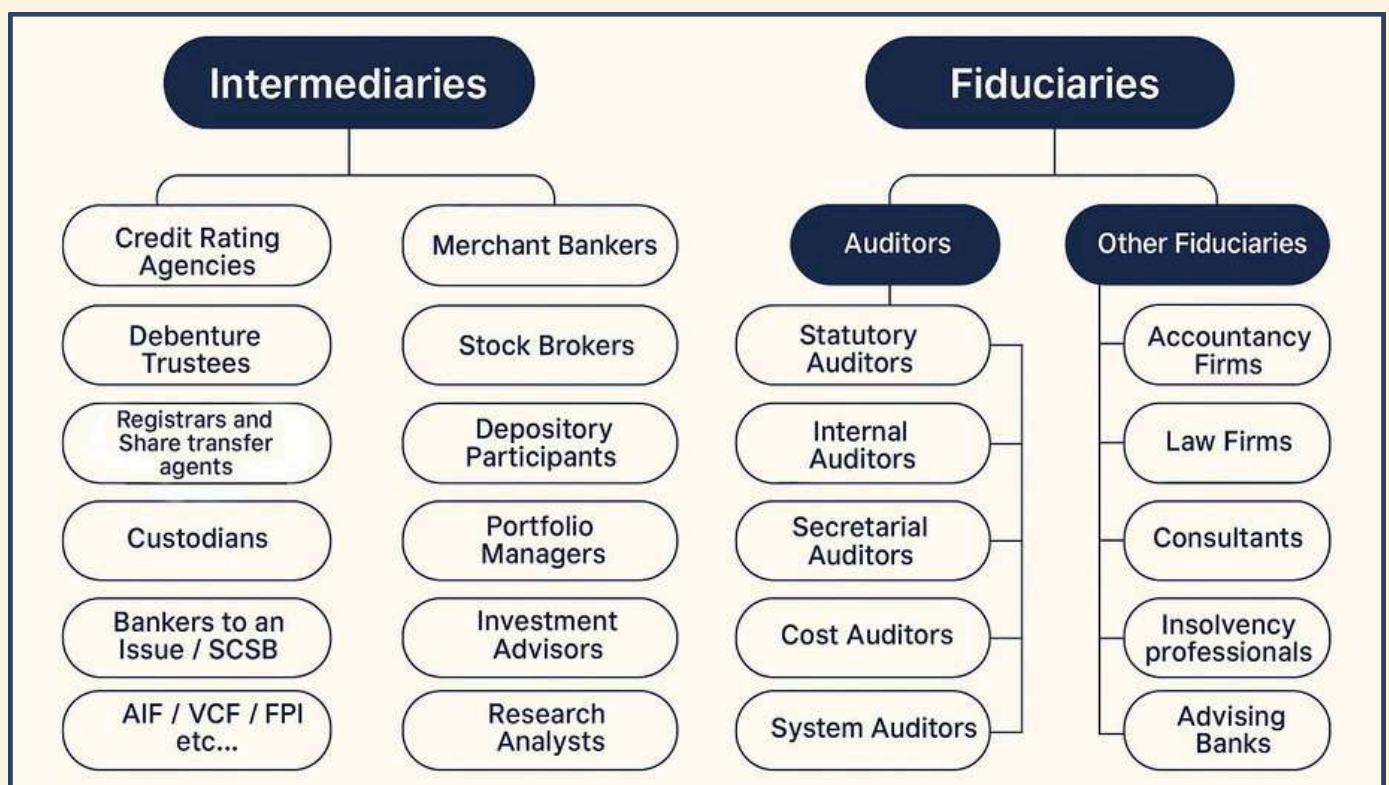 Intermediaries
Credit Rating
Agencies
Debenture
Trustees
Registrars and
Share transfer
agents
Custodians
Bankers to an
Issue / SCSB
AIF / VCF / FPI
etc...
Merchant Bankers
Stock Brokers
Depository
Participants
Portfolio
Managers
Investment
Advisors
Research
Analysts
Fiduciaries
Auditors
Statutory
Auditors
Internal
Auditors
Secretarial
Auditors
Cost Auditors
System Auditors
Other Fiduciaries
Accountancy
Firms
Law Firms
Consultants
Insolvency
professionals
Advising
Banks